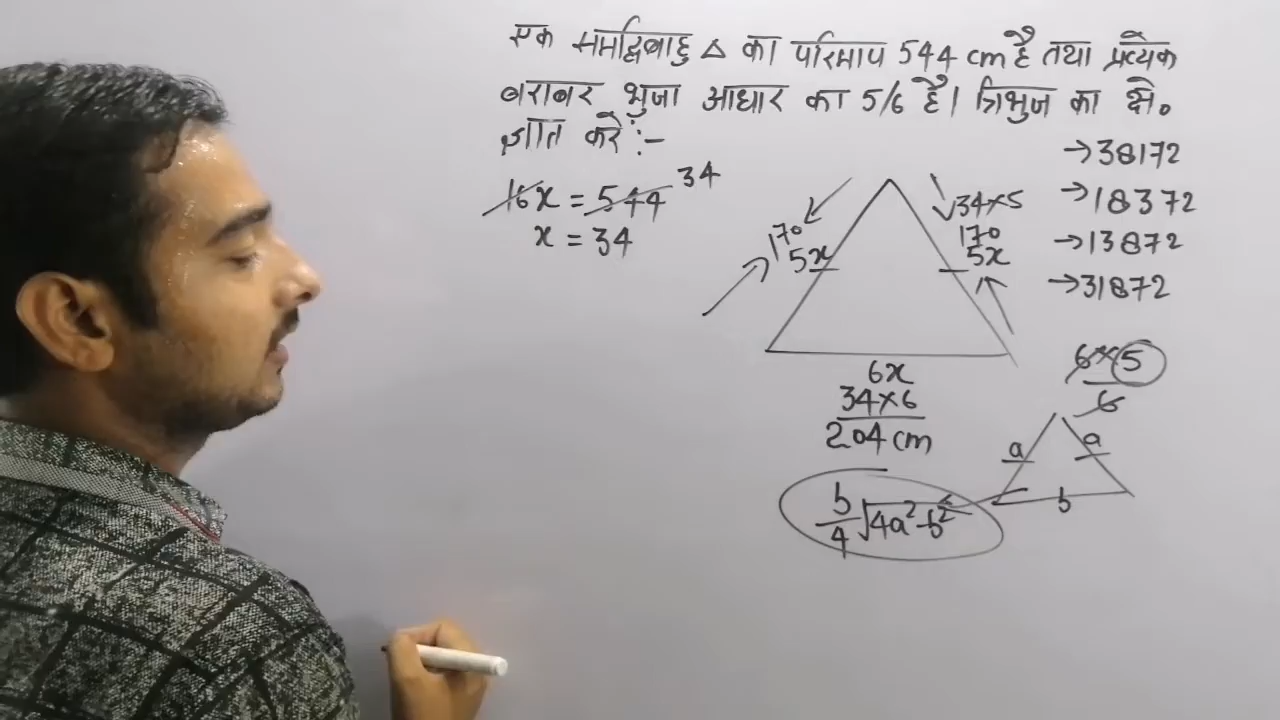 एक समद्विबाहु △ का परिमाप 544 cm है तथा प्रत्येक
बराबर भुजा आधार का 5/6 है। त्रिभुज का क्षे॰
ज्ञात करे :-
→38172
→18372
→13872
→31872
16x = 544 34
x = 34
170
5x
34×5
170
5x
6x
34×6
204 cm
6×5
6
a
a
b
b/4 √4a²-b²